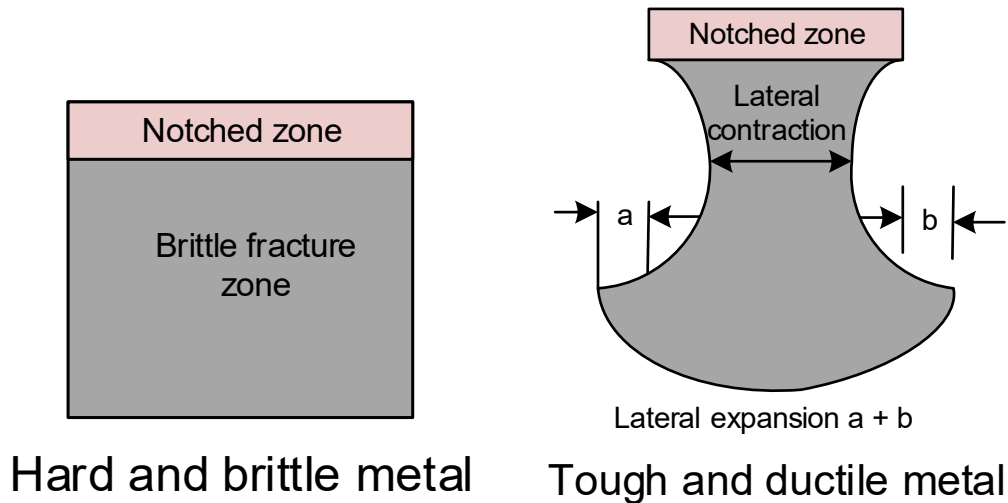 Notched zone
Brittle fracture
zone
Hard and brittle metal
Notched zone
Lateral
contraction
a
b
Lateral expansion a + b
Tough and ductile metal